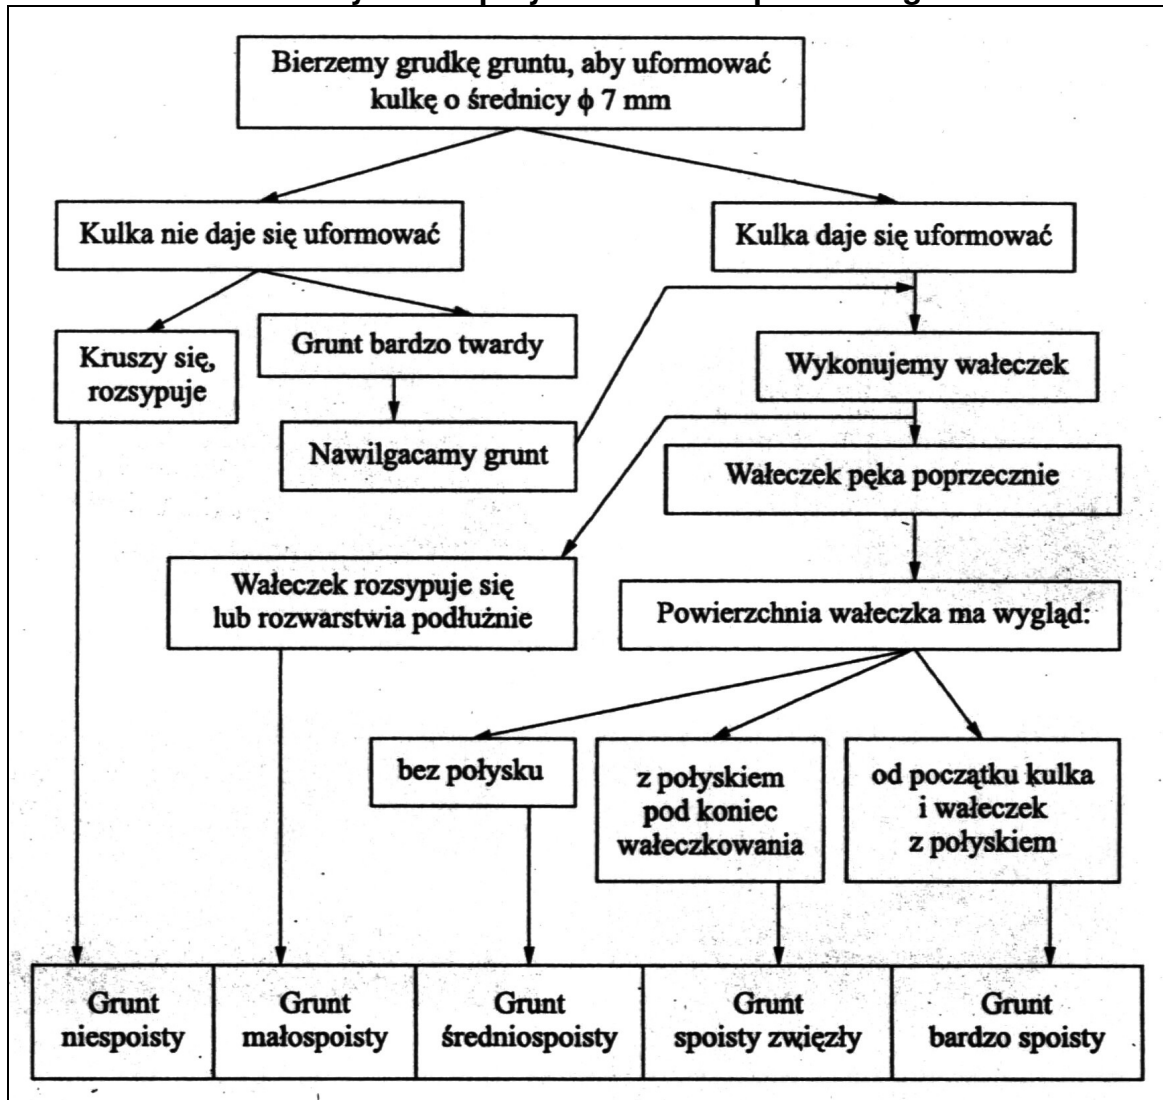 Bierzemy grudkę gruntu, aby uformować
kulkę o średnicy ϕ 7 mm
Kulka nie daje się uformować
Kulka daje się uformować
Kruszy się,
rozsypuje
Grunt bardzo twardy
Wykonujemy wałeczek
Nawilgacamy grunt
Wałeczek pęka poprzecznie
Wałeczek rozsypuje się
lub rozwarstwia podłużnie
Powierzchnia wałeczka ma wygląd:
bez połysku
z połyskiem
pod koniec
wałeczkowania
od początku kulka
i wałeczek
z połyskiem
Grunt
niespoisty
Grunt
małospoisty
Grunt
średniospoisty
Grunt
spoisty zwięzły
Grunt
bardzo spoisty